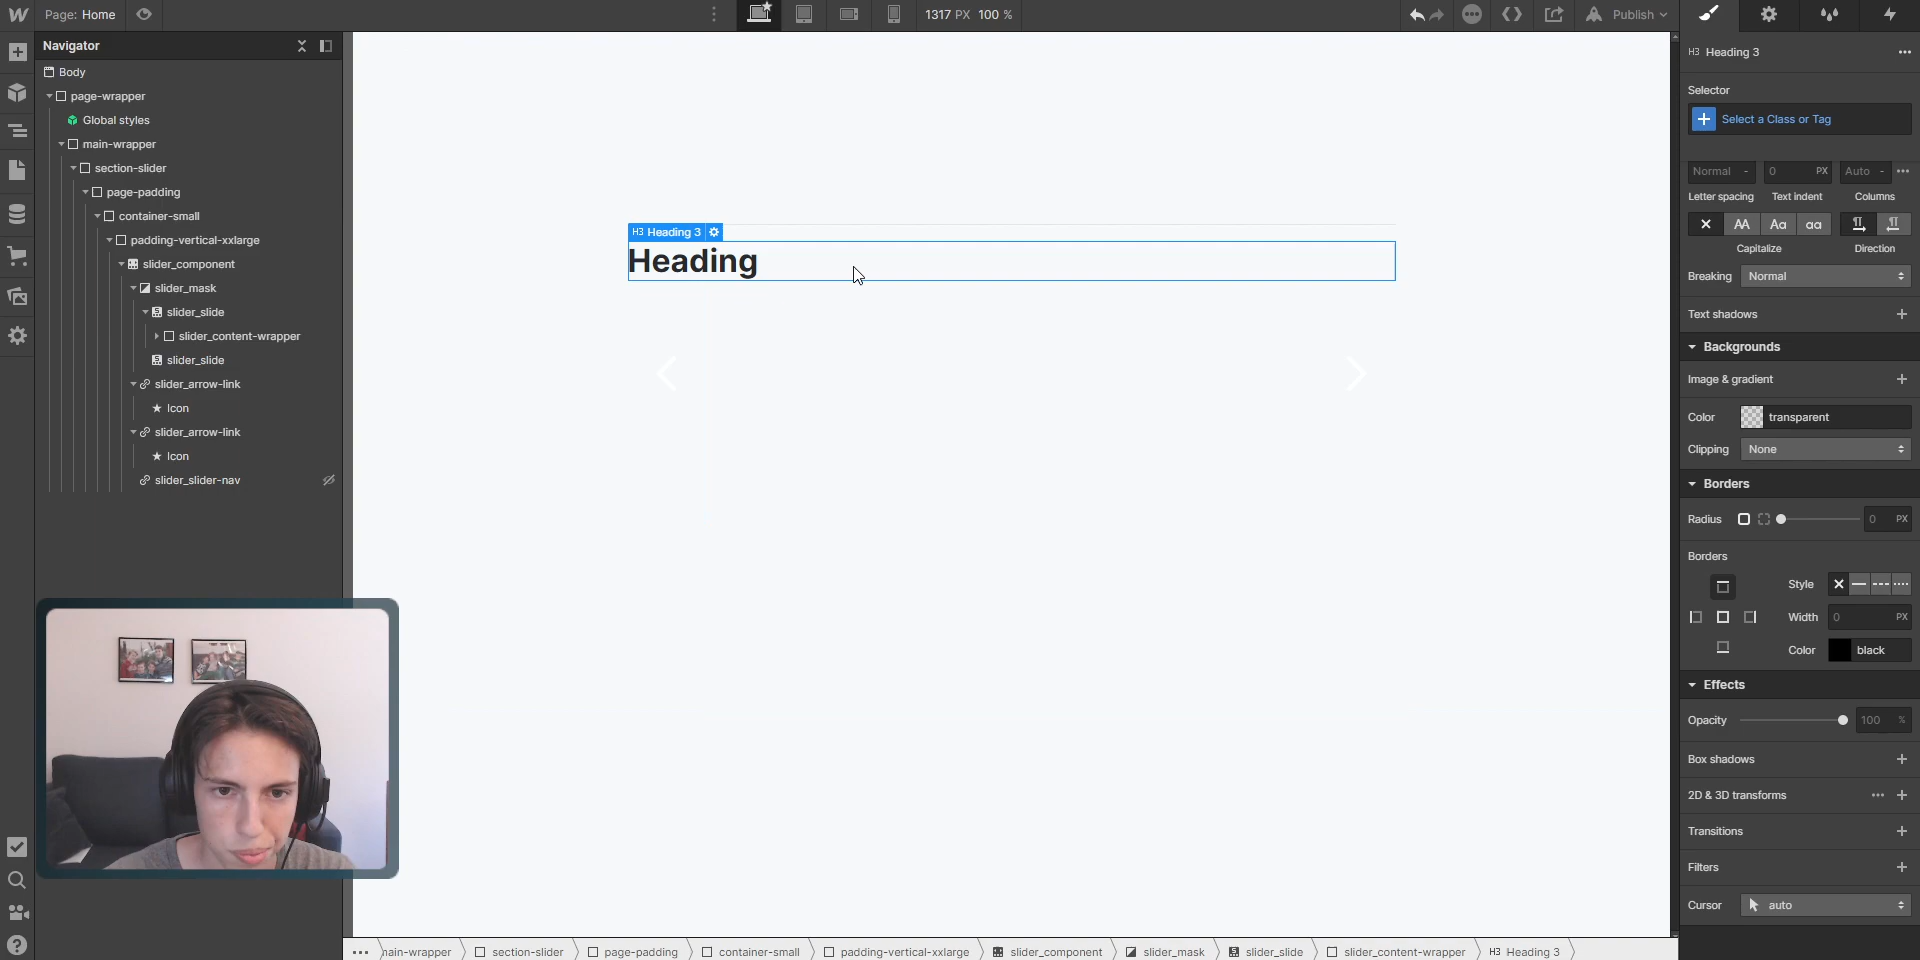 Page: Home
1317 PX 100 %
Publish
Navigator
Body
page-wrapper
Global styles
main-wrapper
section-slider
page-padding
container-small
padding-vertical-xxlarge
slider_component
slider_mask
slider_slide
slider_content-wrapper
slider_slide
slider_arrow-link
Icon
slider_arrow-link
Icon
slider_slider-nav
H3 Heading 3
Heading
H3 Heading 3
Selector
Select a Class or Tag
Normal - 0 PX Auto -
Letter spacing Text indent Columns
AA Aa aa
Capitalize Direction
Breaking Normal
Text shadows
Backgrounds
Image & gradient
Color transparent
Clipping None
Borders
Radius 0 PX
Borders
Style
Width 0 PX
Color black
Effects
Opacity 100 %
Box shadows
2D & 3D transforms
Transitions
Filters
Cursor auto
main-wrapper section-slider page-padding container-small padding-vertical-xxlarge slider_component slider_mask slider_slide slider_content-wrapper H3 Heading 3